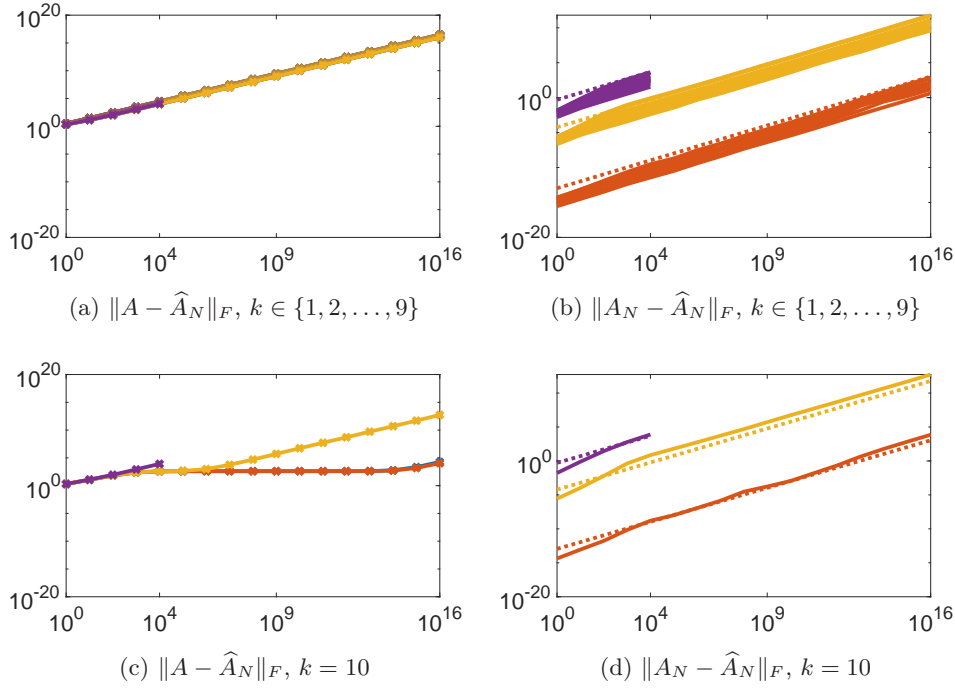 10^20
10^0
10^-20
10^0 10^4 10^9 10^16
(a) ‖A − Â_N‖_F, k ∈ {1, 2, . . . , 9}
10^0
10^-20
10^0 10^4 10^9 10^16
(b) ‖A_N − Â_N‖_F, k ∈ {1, 2, . . . , 9}
10^20
10^0
10^-20
10^0 10^4 10^9 10^16
(c) ‖A − Â_N‖_F, k = 10
10^0
10^-20
10^0 10^4 10^9 10^16
(d) ‖A_N − Â_N‖_F, k = 10